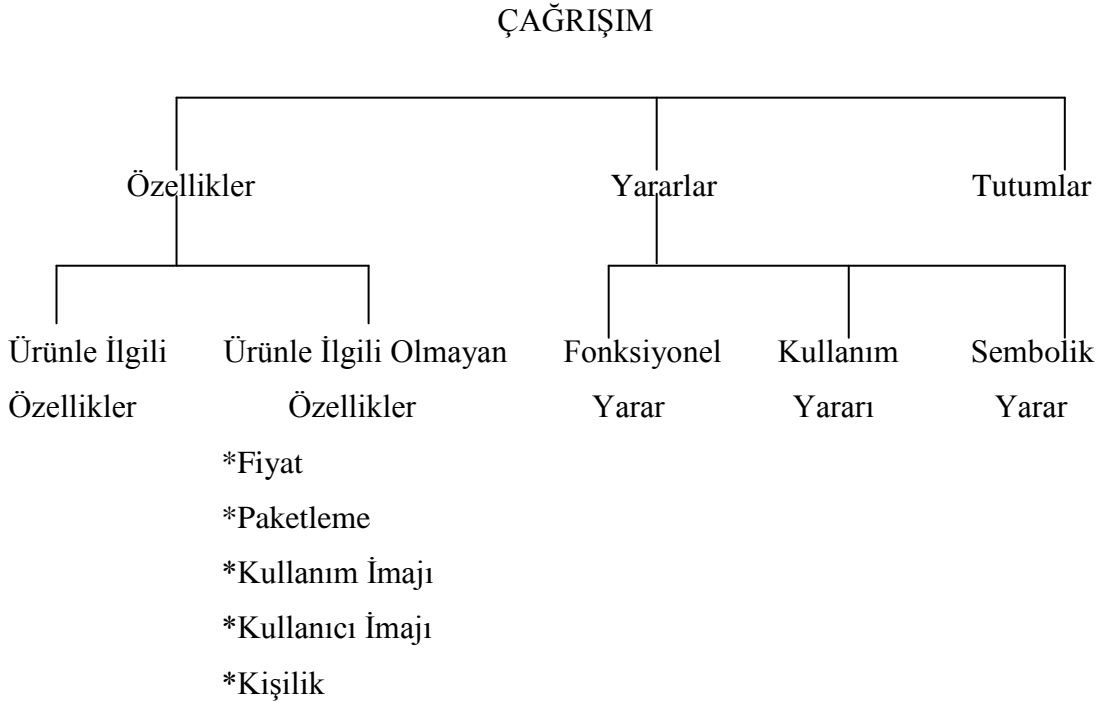 ÇAĞRIŞIM
Özellikler Yararlar Tutumlar
Ürünle İlgili Ürünle İlgili Olmayan Fonksiyonel Kullanım Sembolik
Özellikler Özellikler Yarar Yararı Yarar
*Fiyat
*Paketleme
*Kullanım İmajı
*Kullanıcı İmajı
*Kişilik